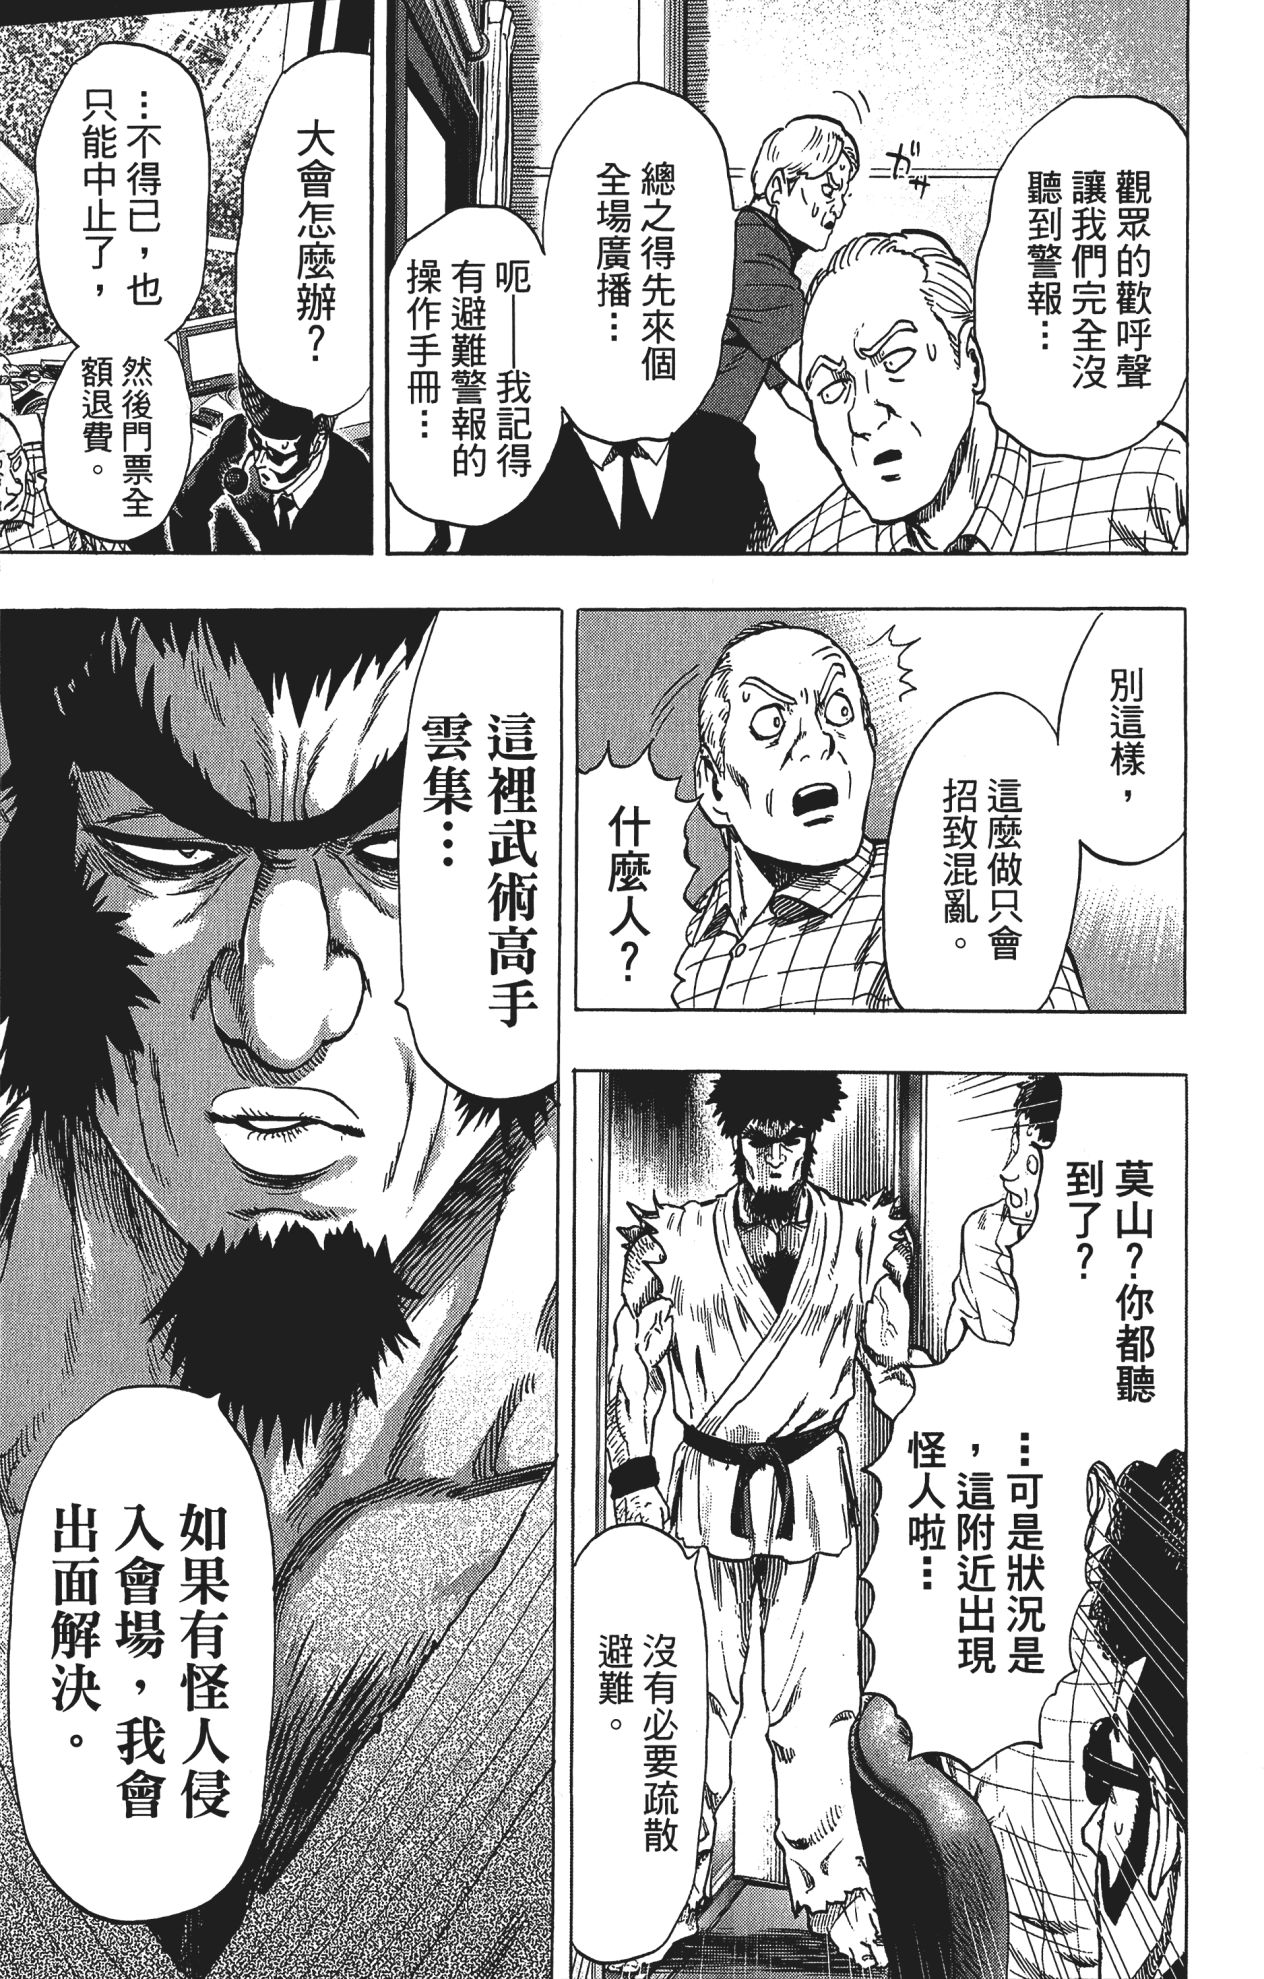 觀眾的歡呼聲
讓我們完全沒
聽到警報…
ガタッ
總之得先來個
全場廣播…
呃——我記得
有避難警報的
操作手冊…
大會怎麼辦？
…不得已，也
只能中止了，
然後門票全
額退費。
別這樣，
這麼做只會
招致混亂。
什麼人？
莫山？你都聽
到了？
…可是狀況是
，這附近出現
怪人啦…
沒有必要疏散
避難。
這裡武術高手
雲集…
如果有怪人侵
入會場，我會
出面解決。